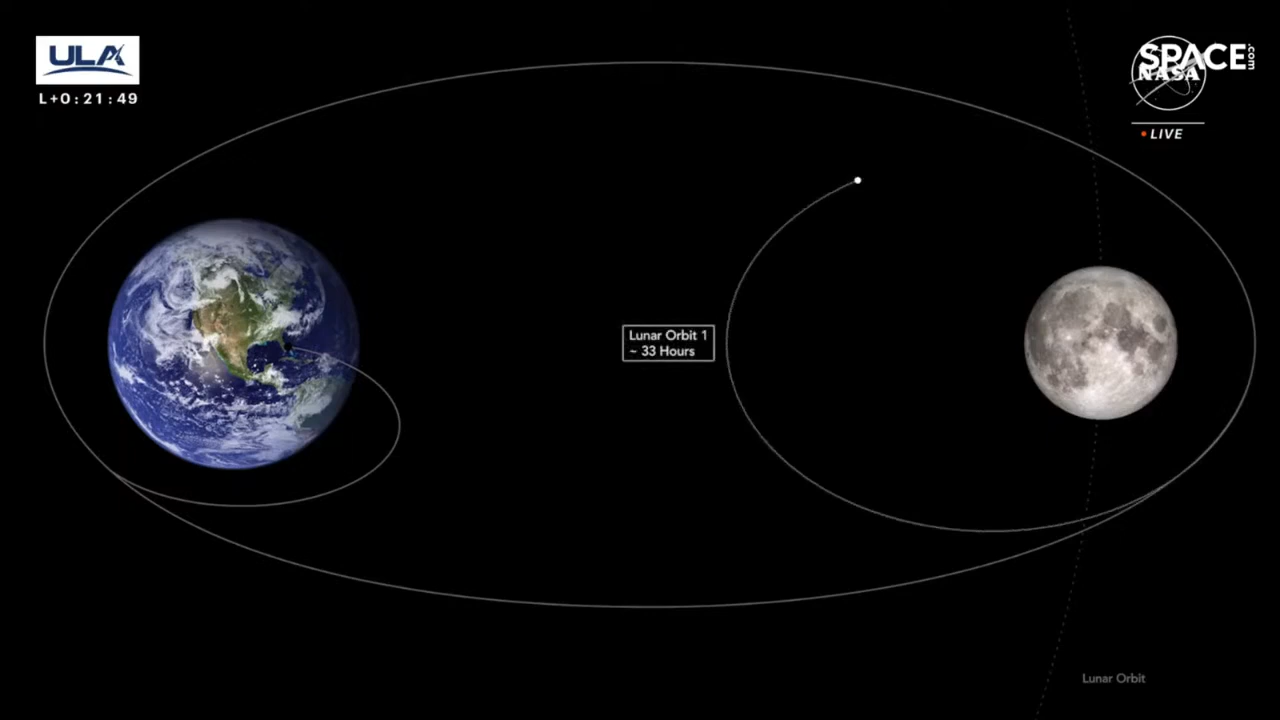 ULA
L+0:21:49
SPACE.com
NASA
LIVE
Lunar Orbit 1
~ 33 Hours
Lunar Orbit